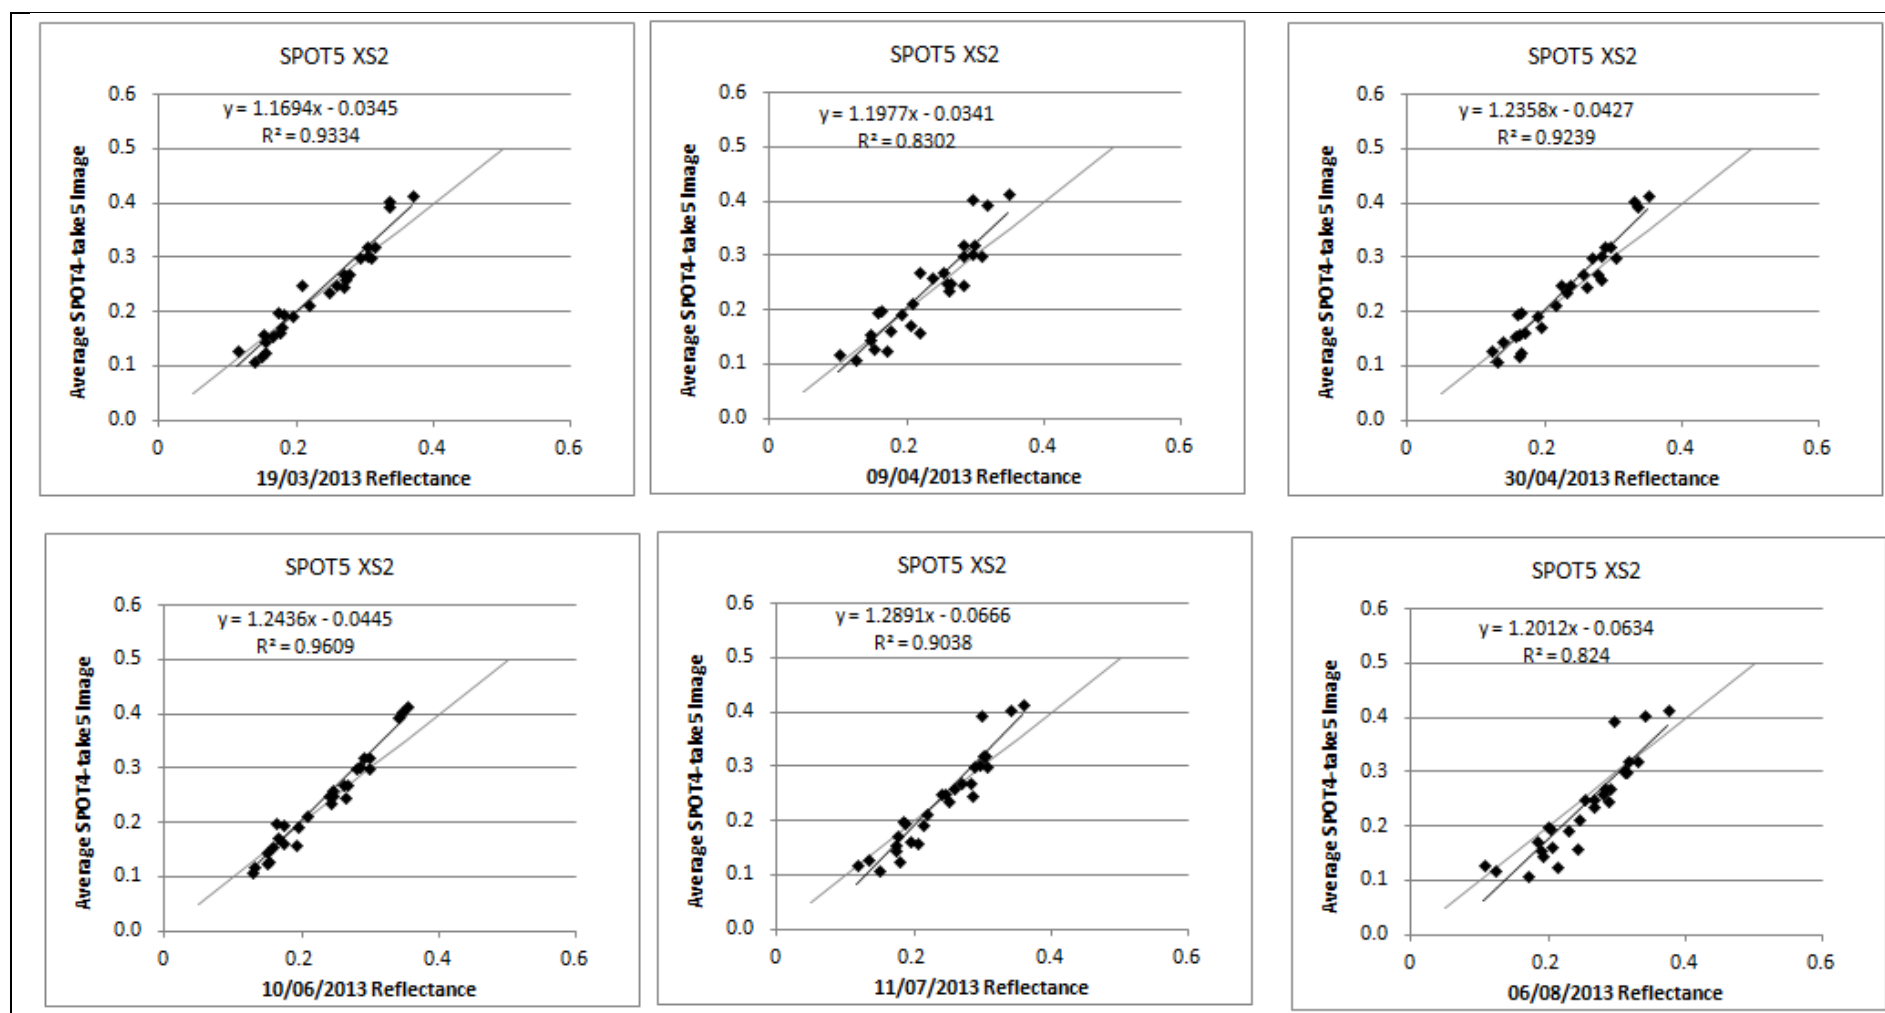 SPOT5 XS2
y = 1.1694x - 0.0345
R² = 0.9334
Average SPOT4-take5 Image
0.6
0.5
0.4
0.3
0.2
0.1
0.0
0 0.2 0.4 0.6
19/03/2013 Reflectance
SPOT5 XS2
y = 1.1977x - 0.0341
R² = 0.8302
Average SPOT4-take5 Image
0.6
0.5
0.4
0.3
0.2
0.1
0.0
0 0.2 0.4 0.6
09/04/2013 Reflectance
SPOT5 XS2
y = 1.2358x - 0.0427
R² = 0.9239
Average SPOT4-take5 Image
0.6
0.5
0.4
0.3
0.2
0.1
0.0
0 0.2 0.4 0.6
30/04/2013 Reflectance
SPOT5 XS2
y = 1.2436x - 0.0445
R² = 0.9609
Average SPOT4-take5 Image
0.6
0.5
0.4
0.3
0.2
0.1
0.0
0 0.2 0.4 0.6
10/06/2013 Reflectance
SPOT5 XS2
y = 1.2891x - 0.0666
R² = 0.9038
Average SPOT4-take5 Image
0.6
0.5
0.4
0.3
0.2
0.1
0.0
0 0.2 0.4 0.6
11/07/2013 Reflectance
SPOT5 XS2
y = 1.2012x - 0.0634
R² = 0.824
Average SPOT4-take5 Image
0.6
0.5
0.4
0.3
0.2
0.1
0.0
0 0.2 0.4 0.6
06/08/2013 Reflectance